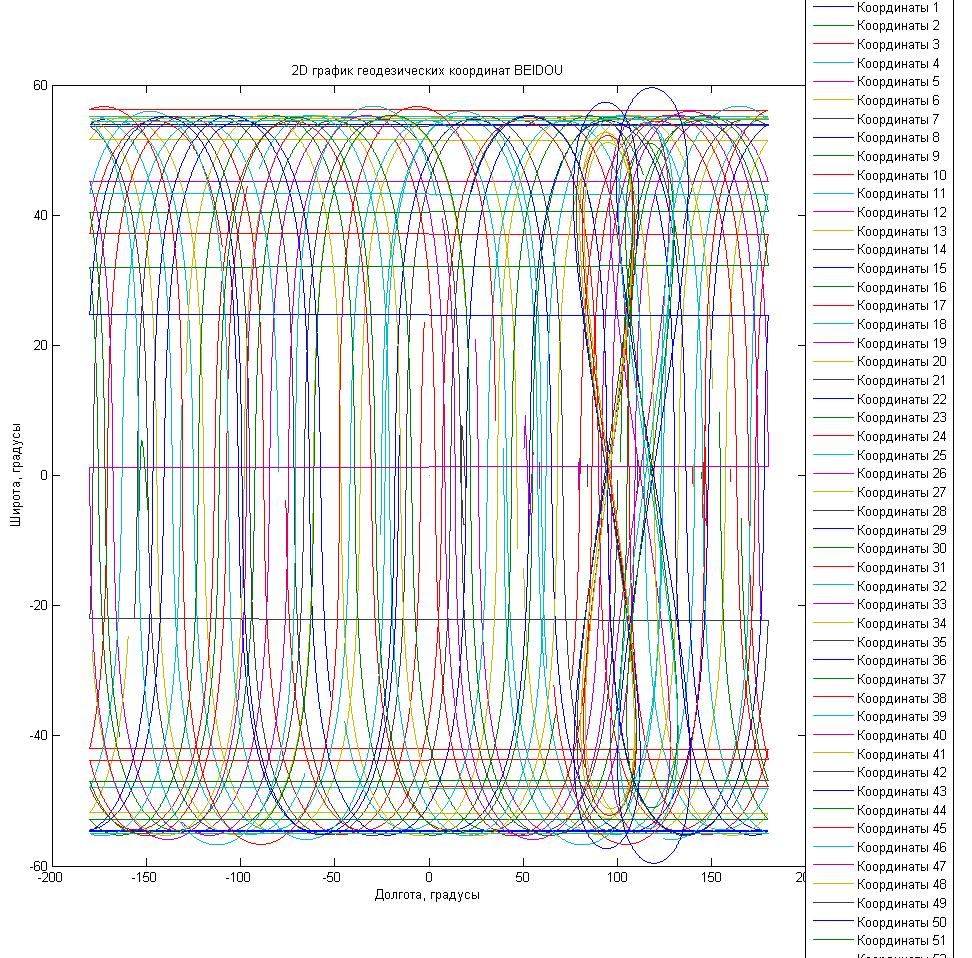 2D график геодезических координат BEIDOU
60
40
20
0
-20
-40
-60
-200
-150
-100
-50
0
50
100
150
Широта, градусы
Долгота, градусы
Координаты 1
Координаты 2
Координаты 3
Координаты 4
Координаты 5
Координаты 6
Координаты 7
Координаты 8
Координаты 9
Координаты 10
Координаты 11
Координаты 12
Координаты 13
Координаты 14
Координаты 15
Координаты 16
Координаты 17
Координаты 18
Координаты 19
Координаты 20
Координаты 21
Координаты 22
Координаты 23
Координаты 24
Координаты 25
Координаты 26
Координаты 27
Координаты 28
Координаты 29
Координаты 30
Координаты 31
Координаты 32
Координаты 33
Координаты 34
Координаты 35
Координаты 36
Координаты 37
Координаты 38
Координаты 39
Координаты 40
Координаты 41
Координаты 42
Координаты 43
Координаты 44
Координаты 45
Координаты 46
Координаты 47
Координаты 48
Координаты 49
Координаты 50
Координаты 51